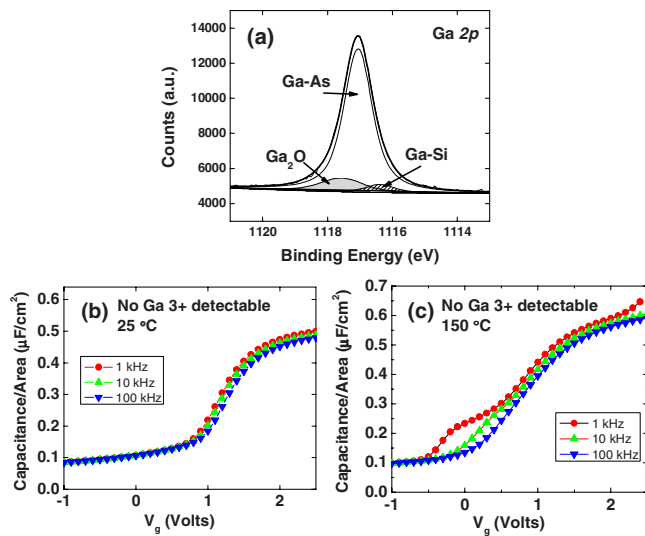 (a)
Ga 2p
14000
12000
10000
8000
6000
4000
Counts (a.u.)
Ga-As
Ga₂O
Ga-Si
1120 1118 1116 1114
Binding Energy (eV)
(b) No Ga 3+ detectable
25 ºC
0.6
0.5
0.4
0.3
0.2
0.1
0.0
Capacitance/Area (µF/cm²)
1 kHz
10 kHz
100 kHz
-1 0 1 2
Vg (Volts)
(c) No Ga 3+ detectable
150 ºC
0.7
0.6
0.5
0.4
0.3
0.2
0.1
0.0
Capacitance/Area (µF/cm²)
1 kHz
10 kHz
100 kHz
-1 0 1 2
Vg (Volts)